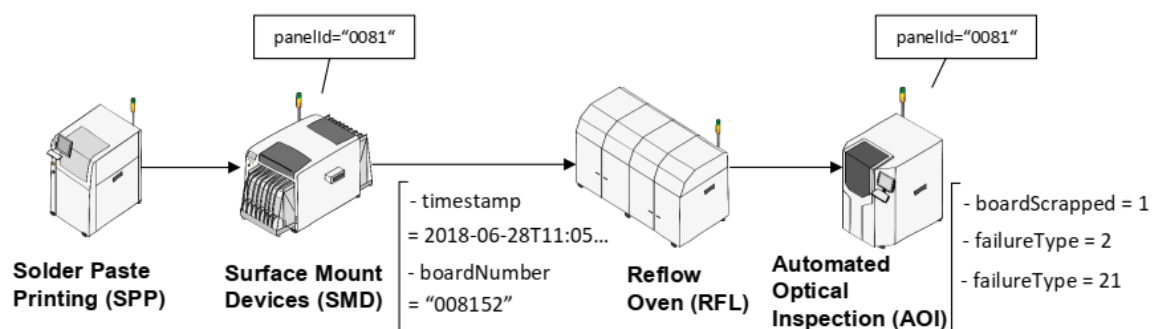 panelId=“0081“
panelId=“0081“
- timestamp
= 2018-06-28T11:05...
- boardNumber
= “008152”
- boardScrapped = 1
- failureType = 2
- failureType = 21
Solder Paste
Printing (SPP)
Surface Mount
Devices (SMD)
Reflow
Oven (RFL)
Automated
Optical
Inspection (AOI)